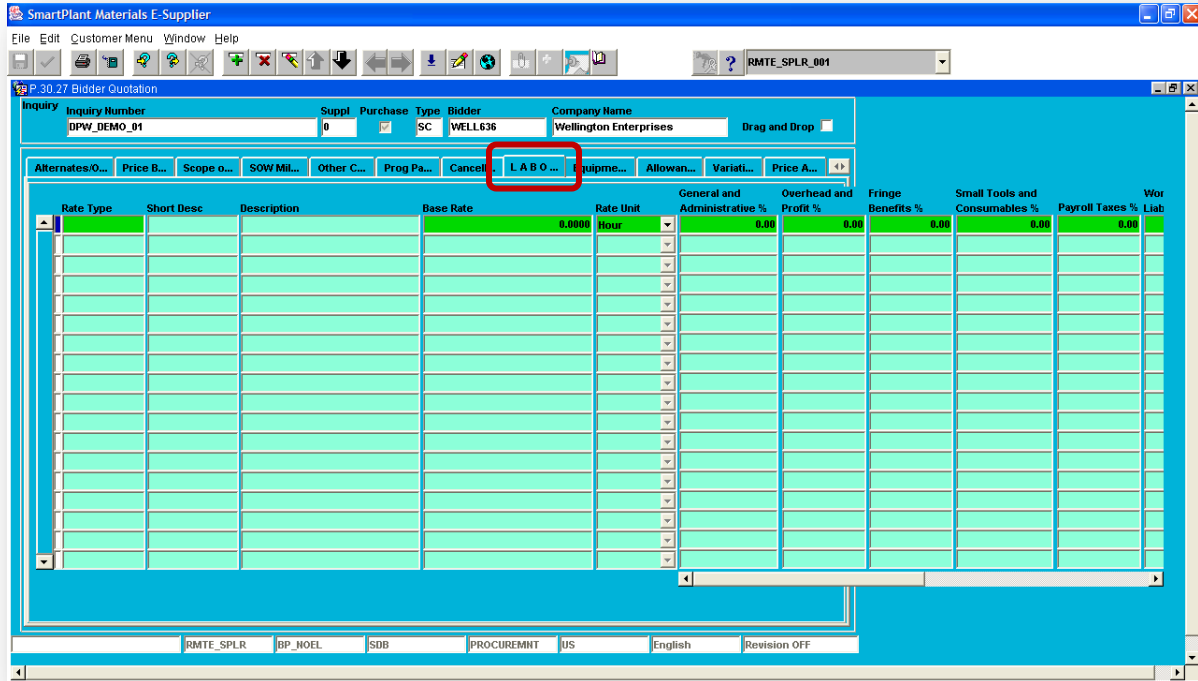 SmartPlant Materials E-Supplier
File Edit Customer Menu Window Help
RMTE_SPLR_001
P.30.27 Bidder Quotation
Inquiry Inquiry Number Suppl Purchase Type Bidder Company Name
DPW_DEMO_01 0 SC WELL636 Wellington Enterprises Drag and Drop
Alternates/O... Price B... Scope o... SOW Mil... Other C... Prog Pa... Cancell... L A B O ... Equipme... Allowan... Variati... Price A...
General and Overhead and Fringe Small Tools and Wor
Rate Type Short Desc Description Base Rate Rate Unit Administrative % Profit % Benefits % Consumables % Payroll Taxes % Liab
0.0000 Hour 0.00 0.00 0.00 0.00 0.00
RMTE_SPLR BP_NOEL SDB PROCUREMNT US English Revision OFF